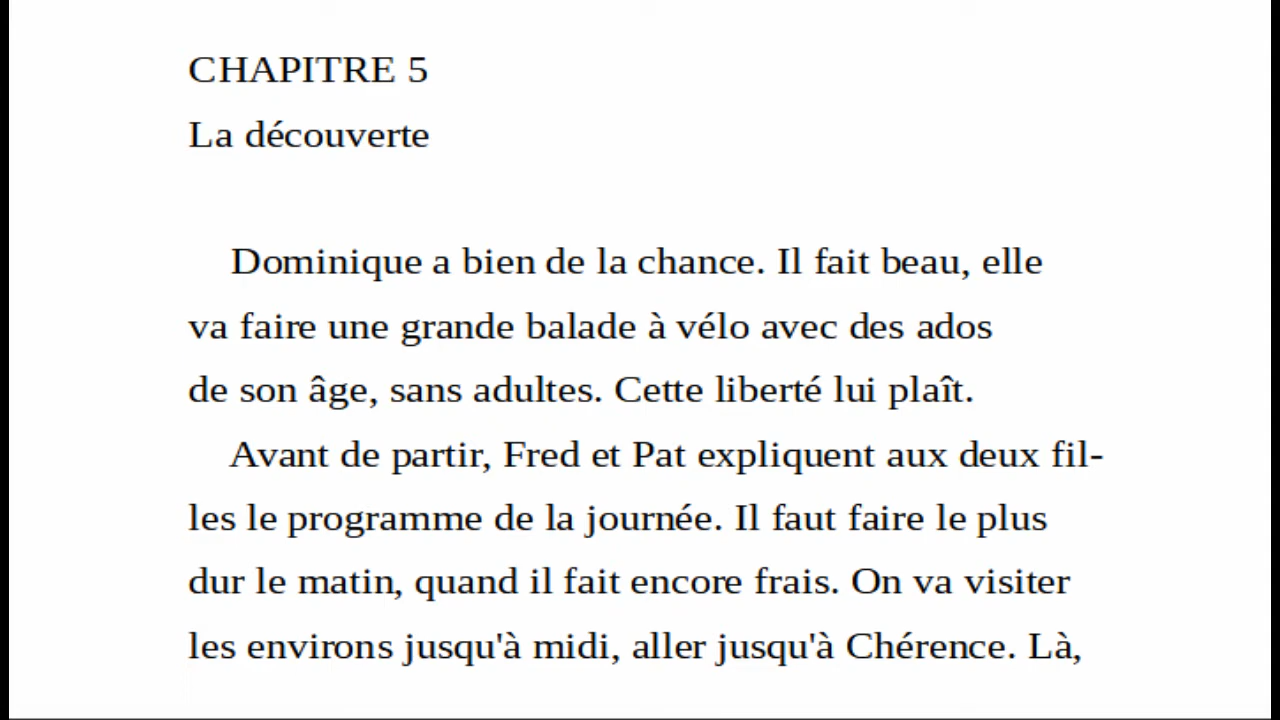 CHAPITRE 5
La découverte
Dominique a bien de la chance. Il fait beau, elle
va faire une grande balade à vélo avec des ados
de son âge, sans adultes. Cette liberté lui plaît.
Avant de partir, Fred et Pat expliquent aux deux fil-
les le programme de la journée. Il faut faire le plus
dur le matin, quand il fait encore frais. On va visiter
les environs jusqu'à midi, aller jusqu'à Chérence. Là,